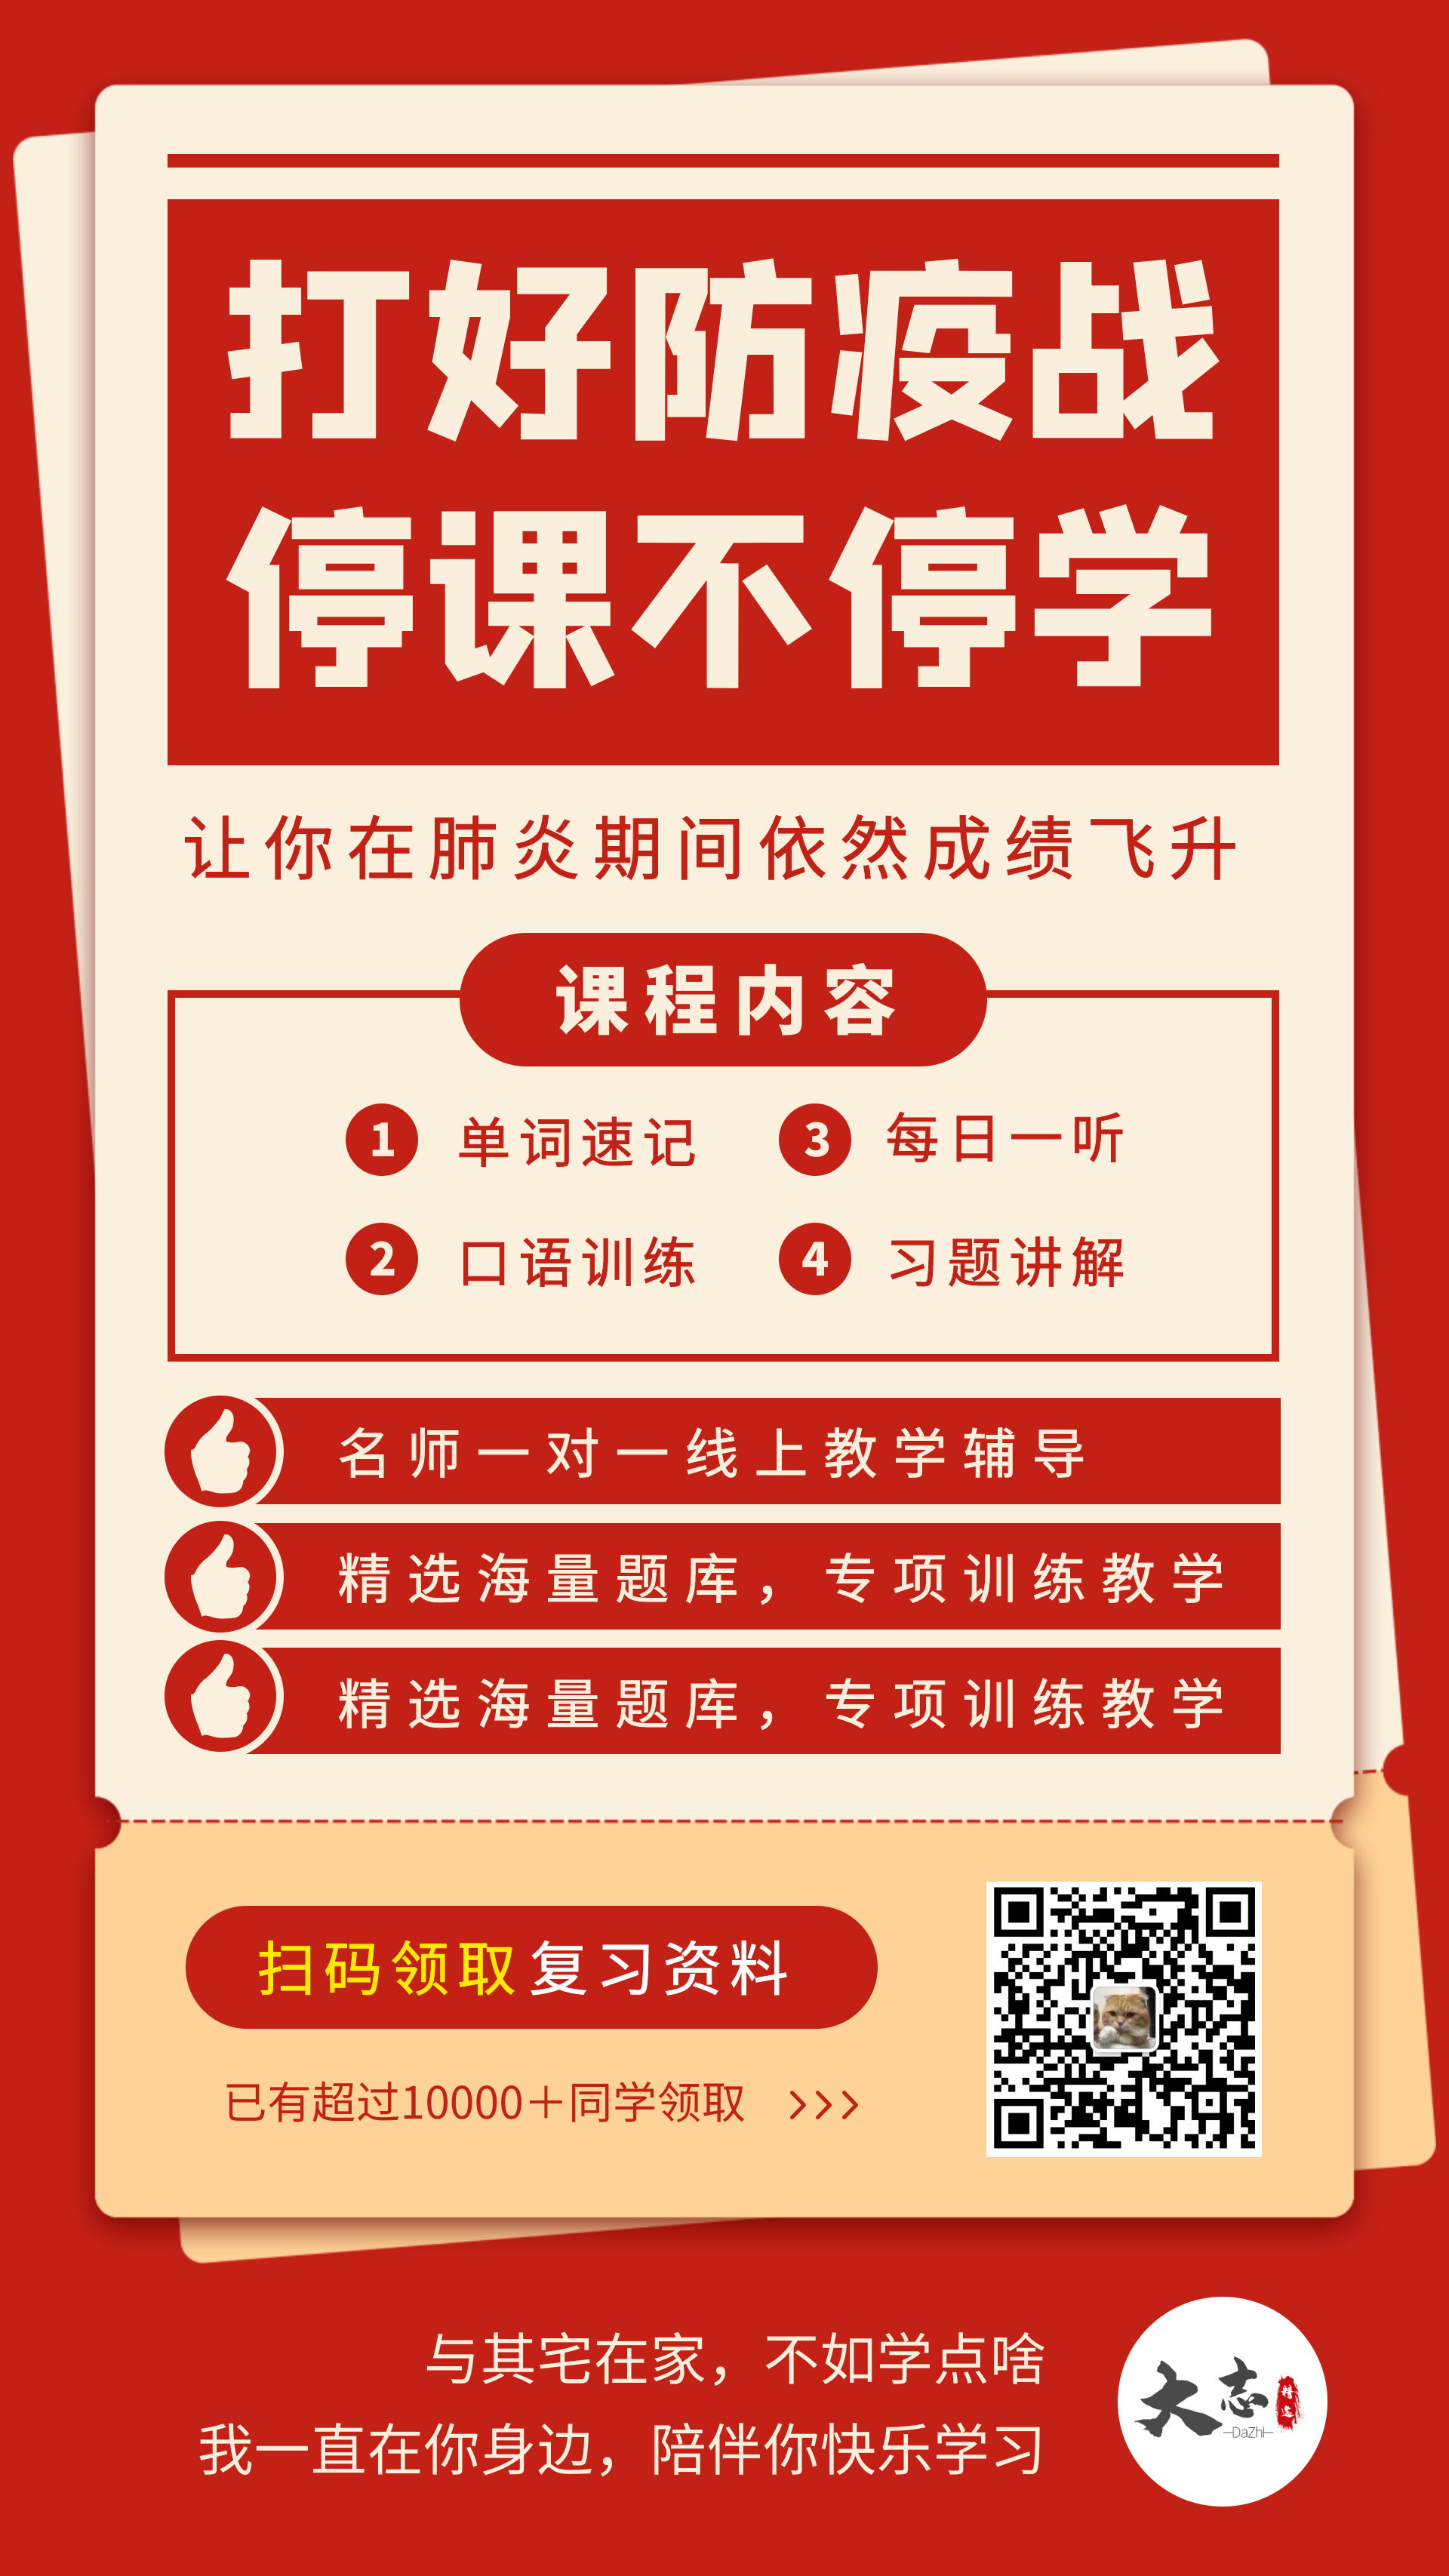 打好防疫战
停课不停学
让你在肺炎期间依然成绩飞升
课程内容
1 单词速记
3 每日一听
2 口语训练
4 习题讲解
名师一对一线上教学辅导
精选海量题库，专项训练教学
精选海量题库，专项训练教学
扫码领取复习资料
已有超过10000＋同学领取 >>>
与其宅在家，不如学点啥
我一直在你身边，陪伴你快乐学习
大志
DaZhi